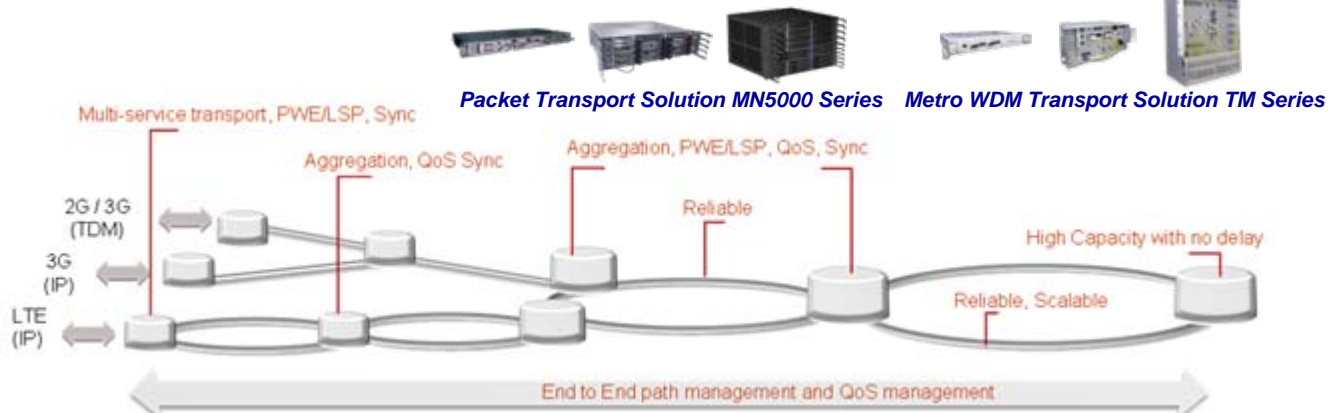 Packet Transport Solution MN5000 Series
Metro WDM Transport Solution TM Series
Multi-service transport, PWE/LSP, Sync
Aggregation, QoS Sync
Aggregation, PWE/LSP, QoS, Sync
Reliable
High Capacity with no delay
2G / 3G
(TDM)
3G
(IP)
LTE
(IP)
Reliable, Scalable
End to End path management and QoS management